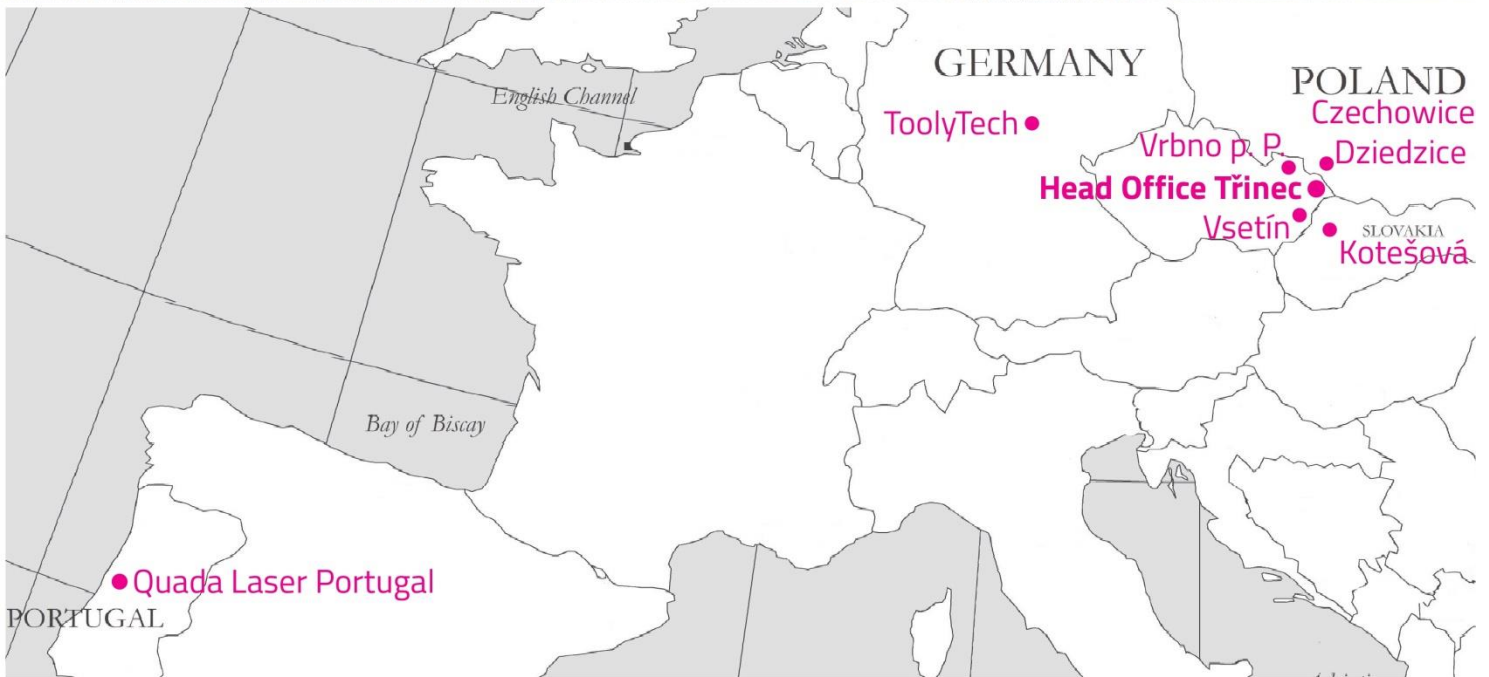 GERMANY
POLAND
English Channel
ToolyTech
Czechowice
Dziedzice
Vrbno p. P.
Head Office Třinec
Vsetín
SLOVAKIA
Kotešová
Bay of Biscay
Quada Laser Portugal
PORTUGAL